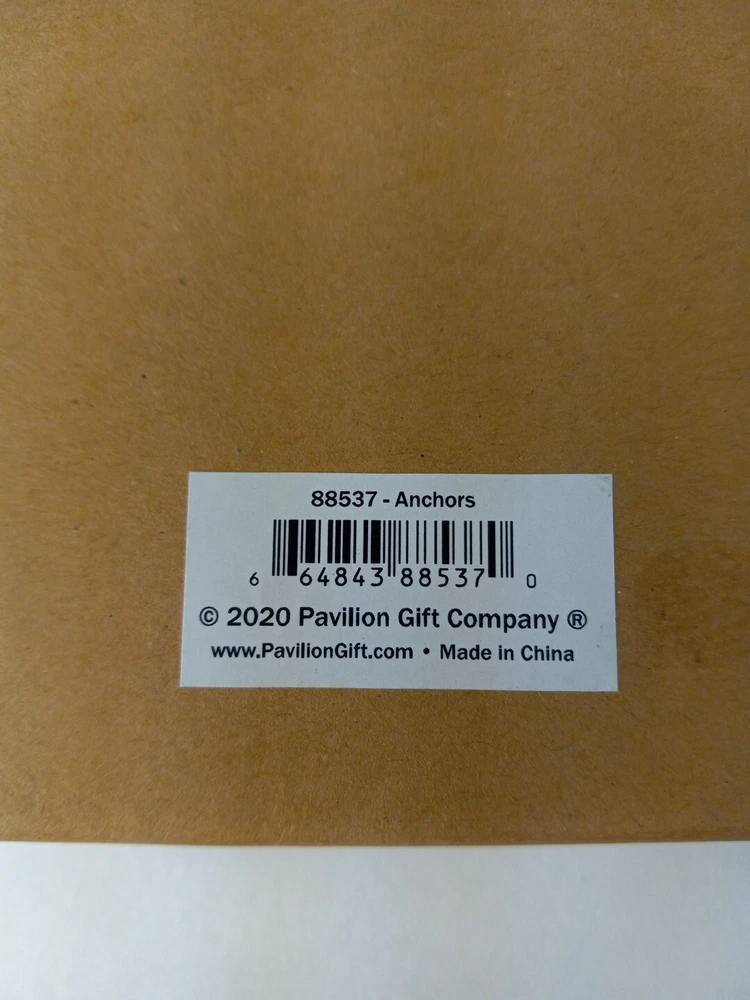 88537 - Anchors
6 64843 88537 0
© 2020 Pavilion Gift Company ®
www.PavilionGift.com • Made in China